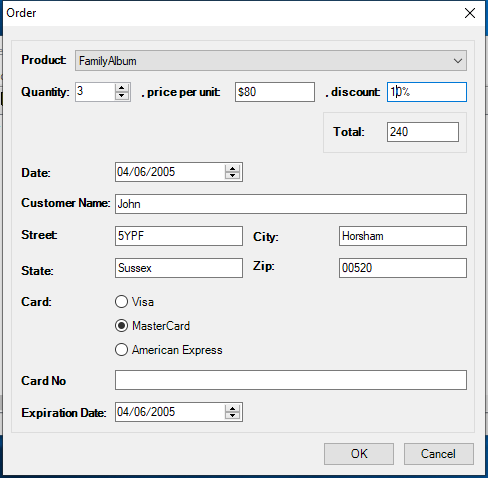 Order
Product: FamilyAlbum
Quantity: 3 , price per unit: $80 , discount: 10%
Total: 240
Date: 04/06/2005
Customer Name: John
Street: 5YPF City: Horsham
State: Sussex Zip: 00520
Card: Visa
MasterCard
American Express
Card No
Expiration Date: 04/06/2005
OK Cancel